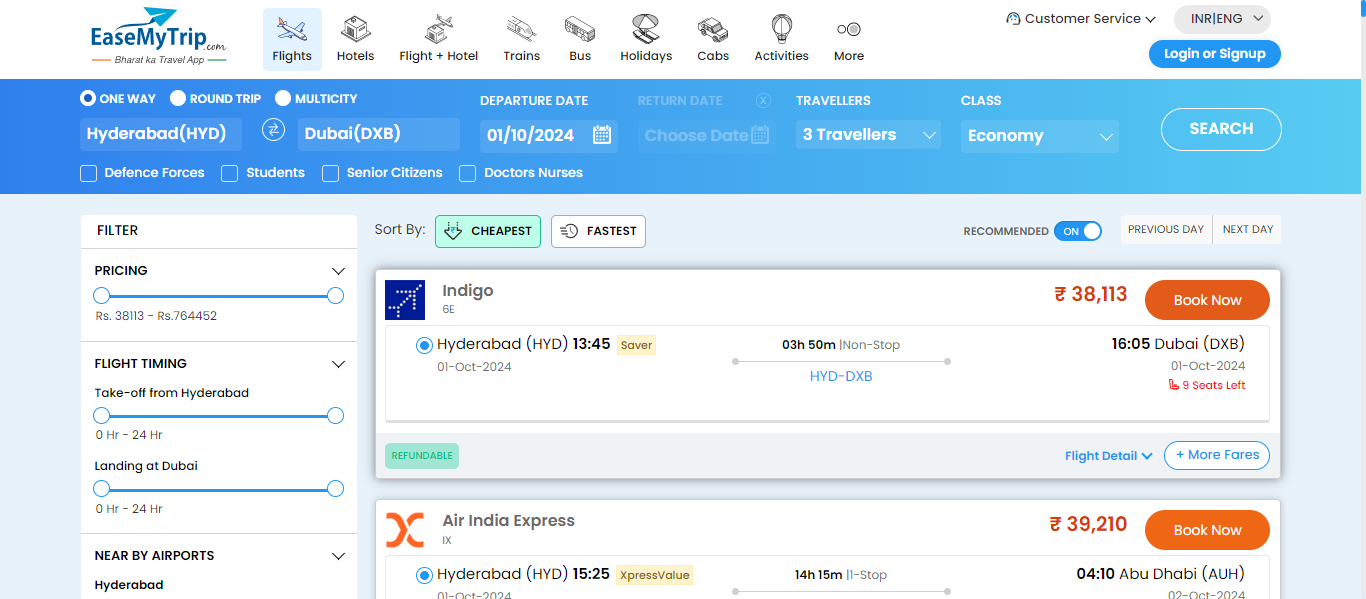 EaseMyTrip.com
Bharat ka Travel App
Flights
Hotels
Flight + Hotel
Trains
Bus
Holidays
Cabs
Activities
More
Customer Service
INR|ENG
Login or Signup
ONE WAY
ROUND TRIP
MULTICITY
DEPARTURE DATE
RETURN DATE
TRAVELLERS
CLASS
Hyderabad(HYD)
Dubai(DXB)
01/10/2024
Choose Date
3 Travellers
Economy
SEARCH
Defence Forces
Students
Senior Citizens
Doctors Nurses
FILTER
PRICING
Rs. 38113 - Rs.764452
FLIGHT TIMING
Take-off from Hyderabad
0 Hr - 24 Hr
Landing at Dubai
0 Hr - 24 Hr
NEAR BY AIRPORTS
Hyderabad
Sort By:
CHEAPEST
FASTEST
RECOMMENDED
ON
PREVIOUS DAY
NEXT DAY
Indigo
6E
₹ 38,113
Book Now
Hyderabad (HYD) 13:45 Saver
01-Oct-2024
03h 50m |Non-Stop
HYD-DXB
16:05 Dubai (DXB)
01-Oct-2024
9 Seats Left
REFUNDABLE
Flight Detail
+ More Fares
Air India Express
IX
₹ 39,210
Book Now
Hyderabad (HYD) 15:25 XpressValue
01-Oct-2024
14h 15m |1-Stop
04:10 Abu Dhabi (AUH)
02-Oct-2024